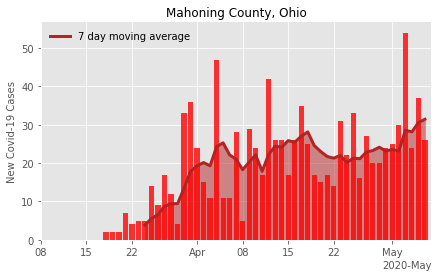 Mahoning County, Ohio
7 day moving average
New Covid-19 Cases
50
40
30
20
10
0
08 15 22 Apr 08 15 22 May 08
2020-May